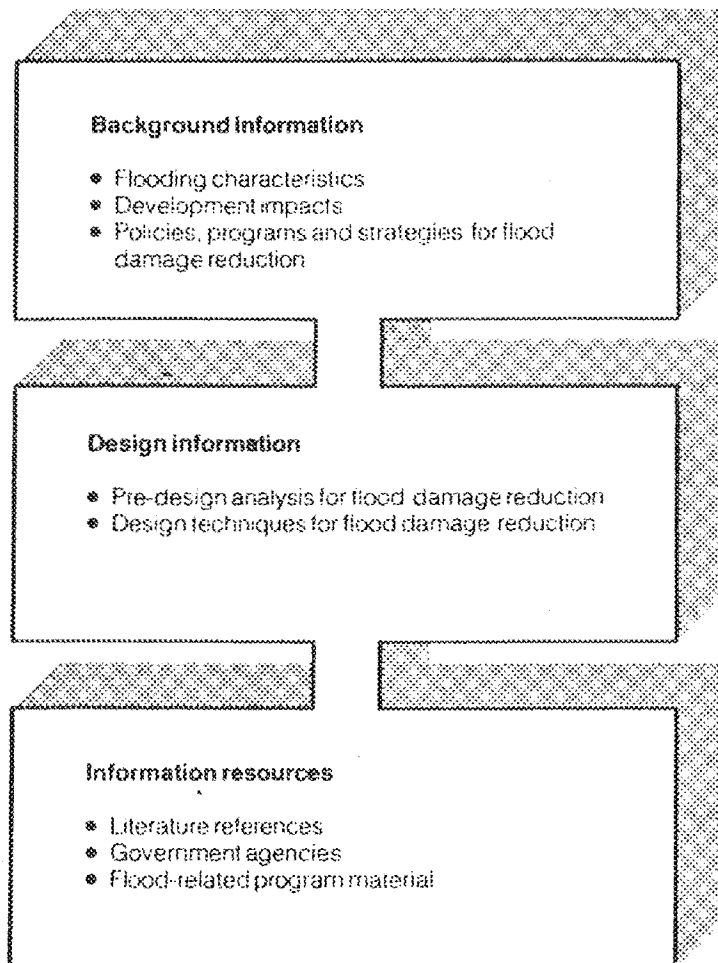 Background information
• Flooding characteristics
• Development impacts
• Policies, programs and strategies for flood
damage reduction
Design information
• Pre-design analysis for flood damage reduction
• Design techniques for flood damage reduction
Information resources
• Literature references
• Government agencies
• Flood-related program material